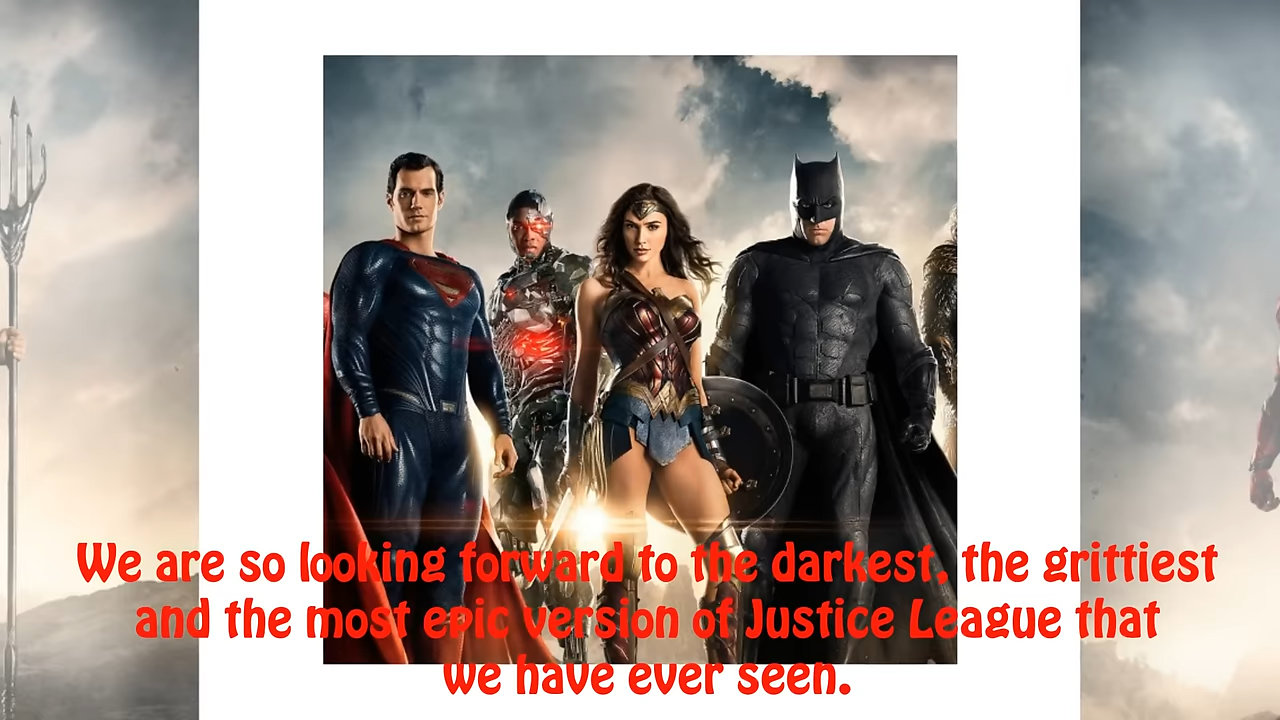 We are so looking forward to the darkest, the grittiest
and the most epic version of Justice League that
we have ever seen.